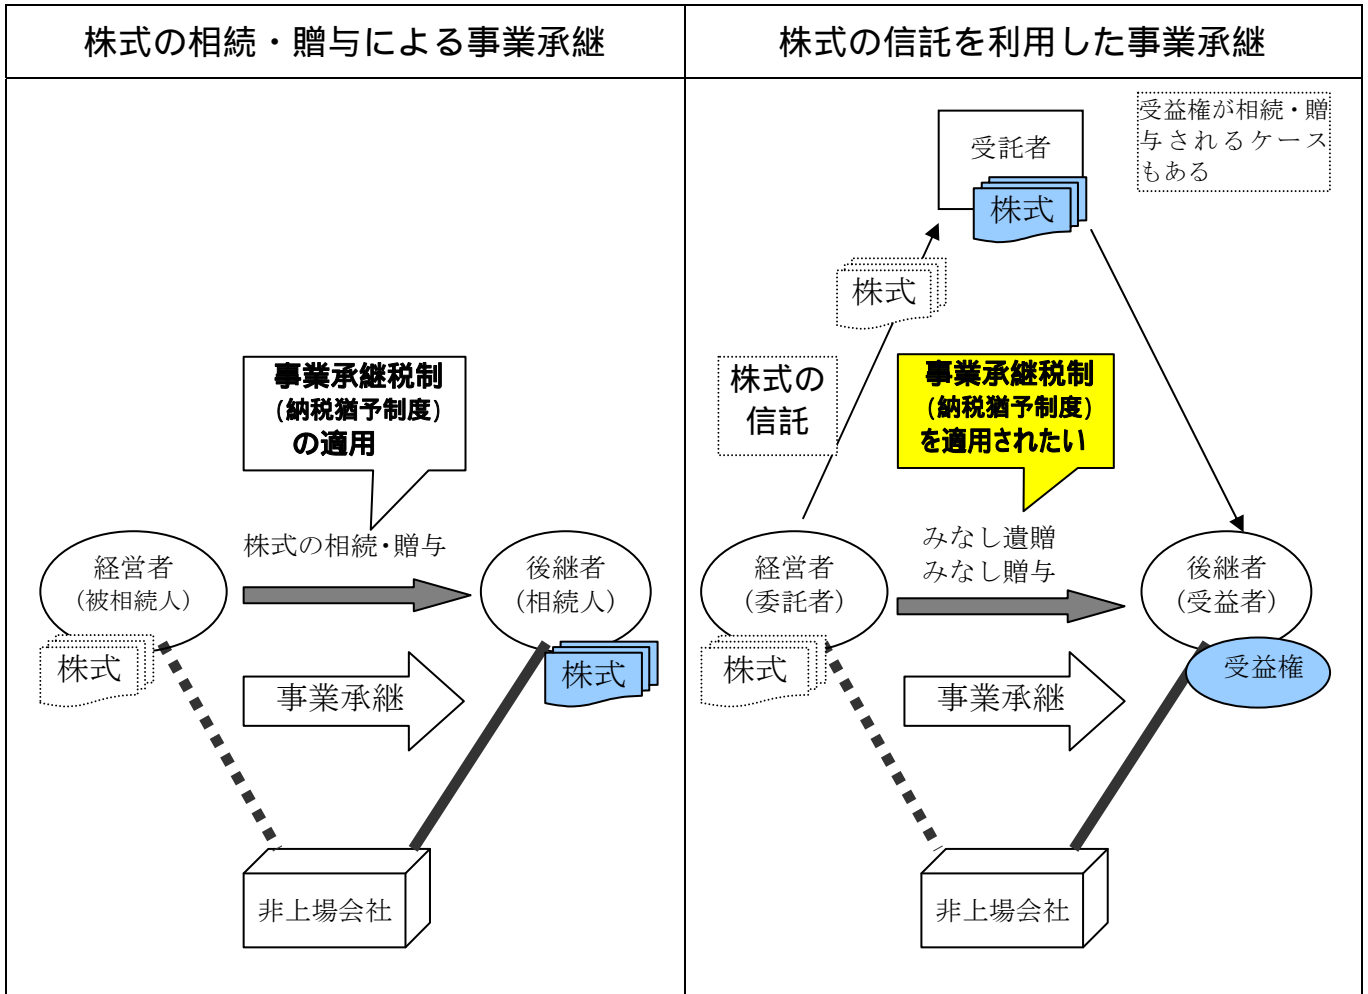 株式の相続・贈与による事業承継
事業承継税制
(納税猶予制度)
の適用
株式の相続・贈与
経営者
(被相続人)
後継者
(相続人)
株式
株式
事業承継
非上場会社
株式の信託を利用した事業承継
受益権が相続・贈
与されるケース
もある
受託者
株式
株式
株式の
信託
事業承継税制
(納税猶予制度)
を適用されたい
みなし遺贈
みなし贈与
経営者
(委託者)
後継者
(受益者)
株式
受益権
事業承継
非上場会社